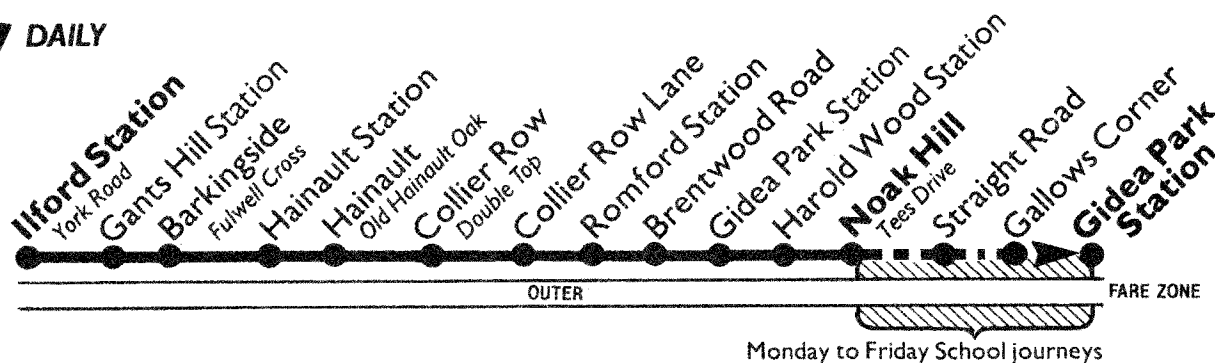 DAILY
Ilford Station
York Road
Gants Hill Station
Barkingside
Fulwell Cross
Hainault Station
Hainault
Old Hainault Oak
Collier Row
Double Top
Collier Row Lane
Romford Station
Brentwood Road
Gidea Park Station
Harold Wood Station
Noak Hill
Tees Drive
Straight Road
Gallows Corner
Gidea Park
Station
OUTER
FARE ZONE
Monday to Friday School journeys